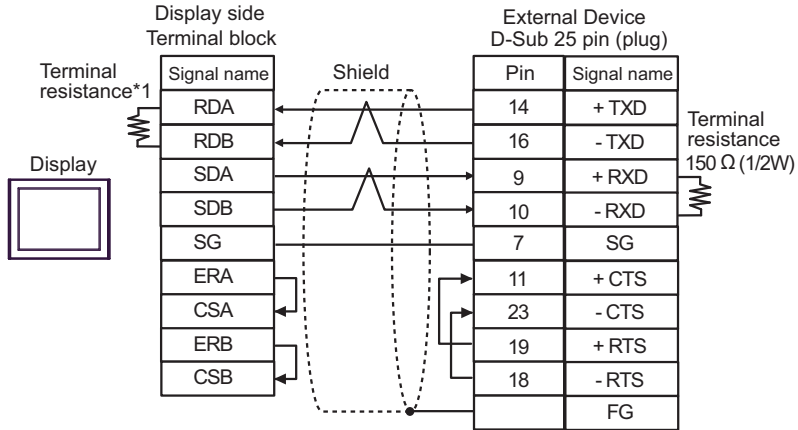 Display side
Terminal block
External Device
D-Sub 25 pin (plug)
Terminal
resistance*1
Signal name
Shield
Pin
Signal name
RDA
14
+ TXD
Terminal
resistance
150 Ω (1/2W)
RDB
16
- TXD
Display
SDA
9
+ RXD
SDB
10
- RXD
SG
7
SG
ERA
11
+ CTS
CSA
23
- CTS
ERB
19
+ RTS
CSB
18
- RTS
FG